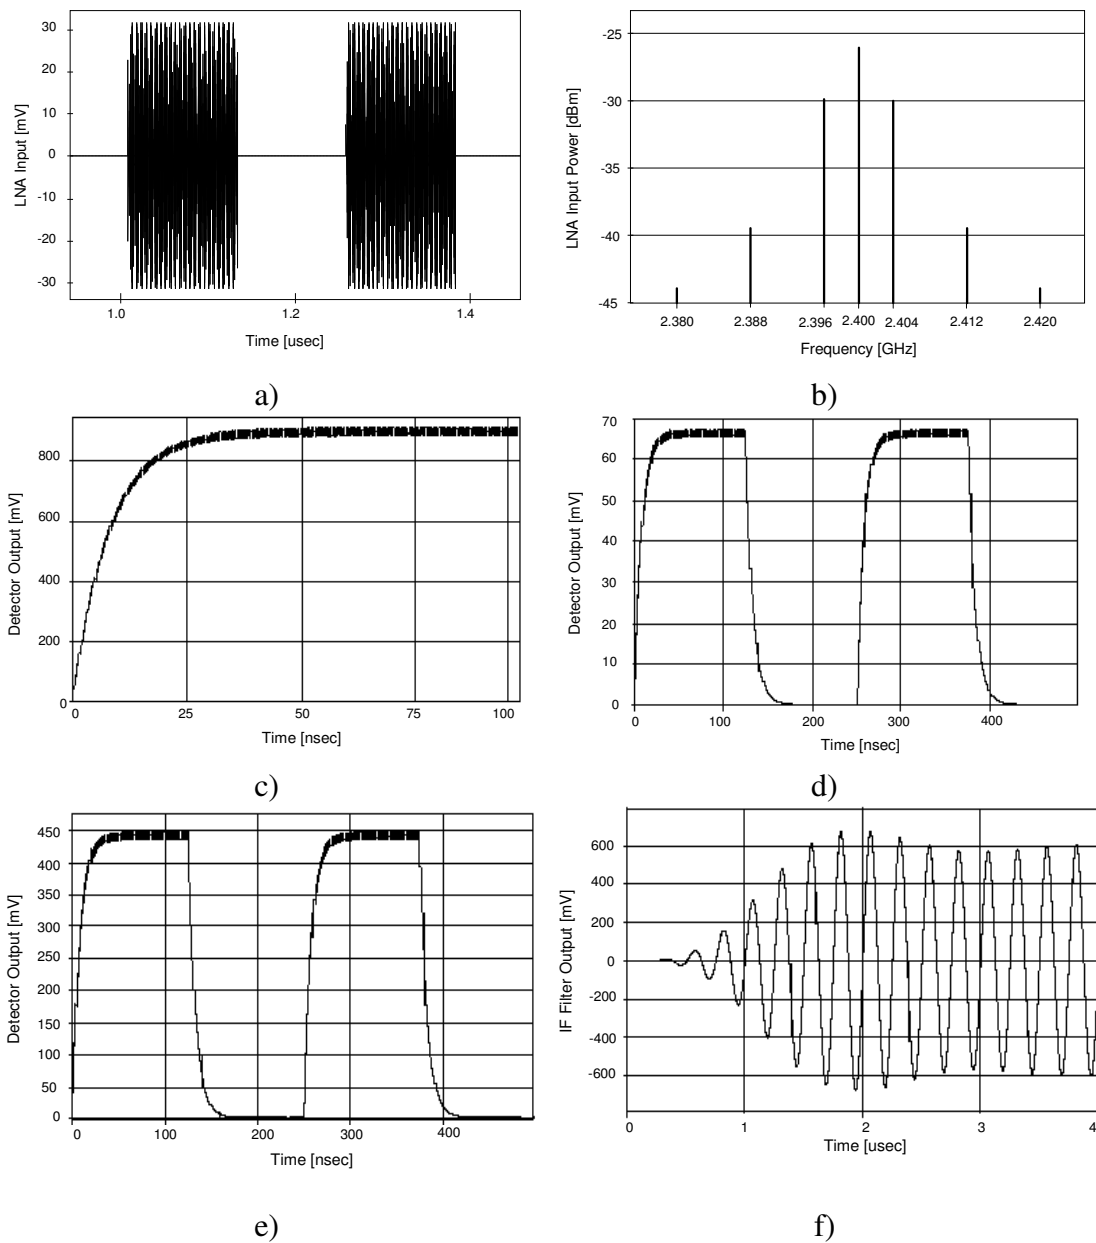 30
20
10
0
-10
-20
-30
LNA Input [mV]
1.0 1.2 1.4
Time [usec]
a)
-25
-30
-35
-40
-45
LNA Input Power [dBm]
2.380 2.388 2.396 2.400 2.404 2.412 2.420
Frequency [GHz]
b)
800
600
400
200
0
Detector Output [mV]
0 25 50 75 100
Time [nsec]
c)
70
60
50
40
30
20
10
0
Detector Output [mV]
0 100 200 300 400
Time [nsec]
d)
450
400
350
300
250
200
150
100
50
0
Detector Output [mV]
0 100 200 300 400
Time [nsec]
e)
600
400
200
0
-200
-400
-600
IF Filter Output [mV]
0 1 2 3 4
Time [usec]
f)